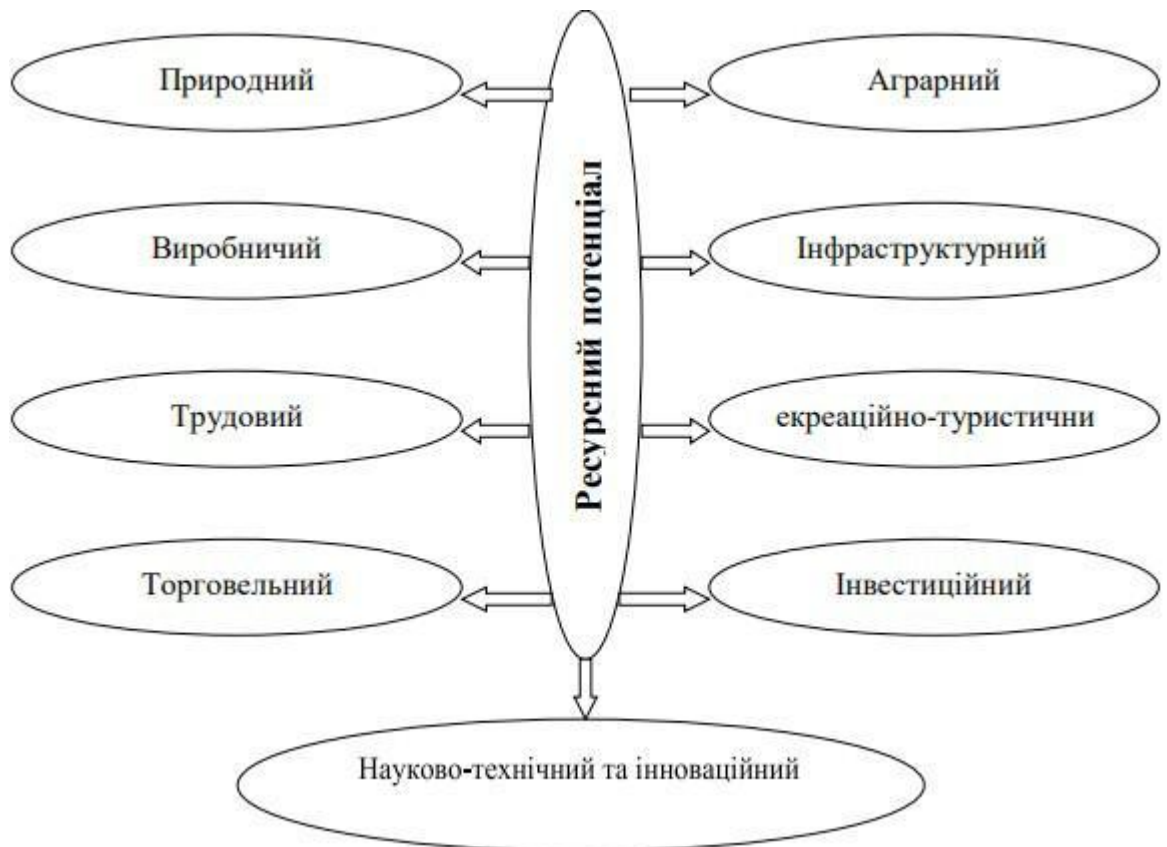 Природний
Аграрний
Виробничий
Інфраструктурний
Ресурсний потенціал
Трудовий
екреаційно-туристични
Торговельний
Інвестиційний
Науково-технічний та інноваційний